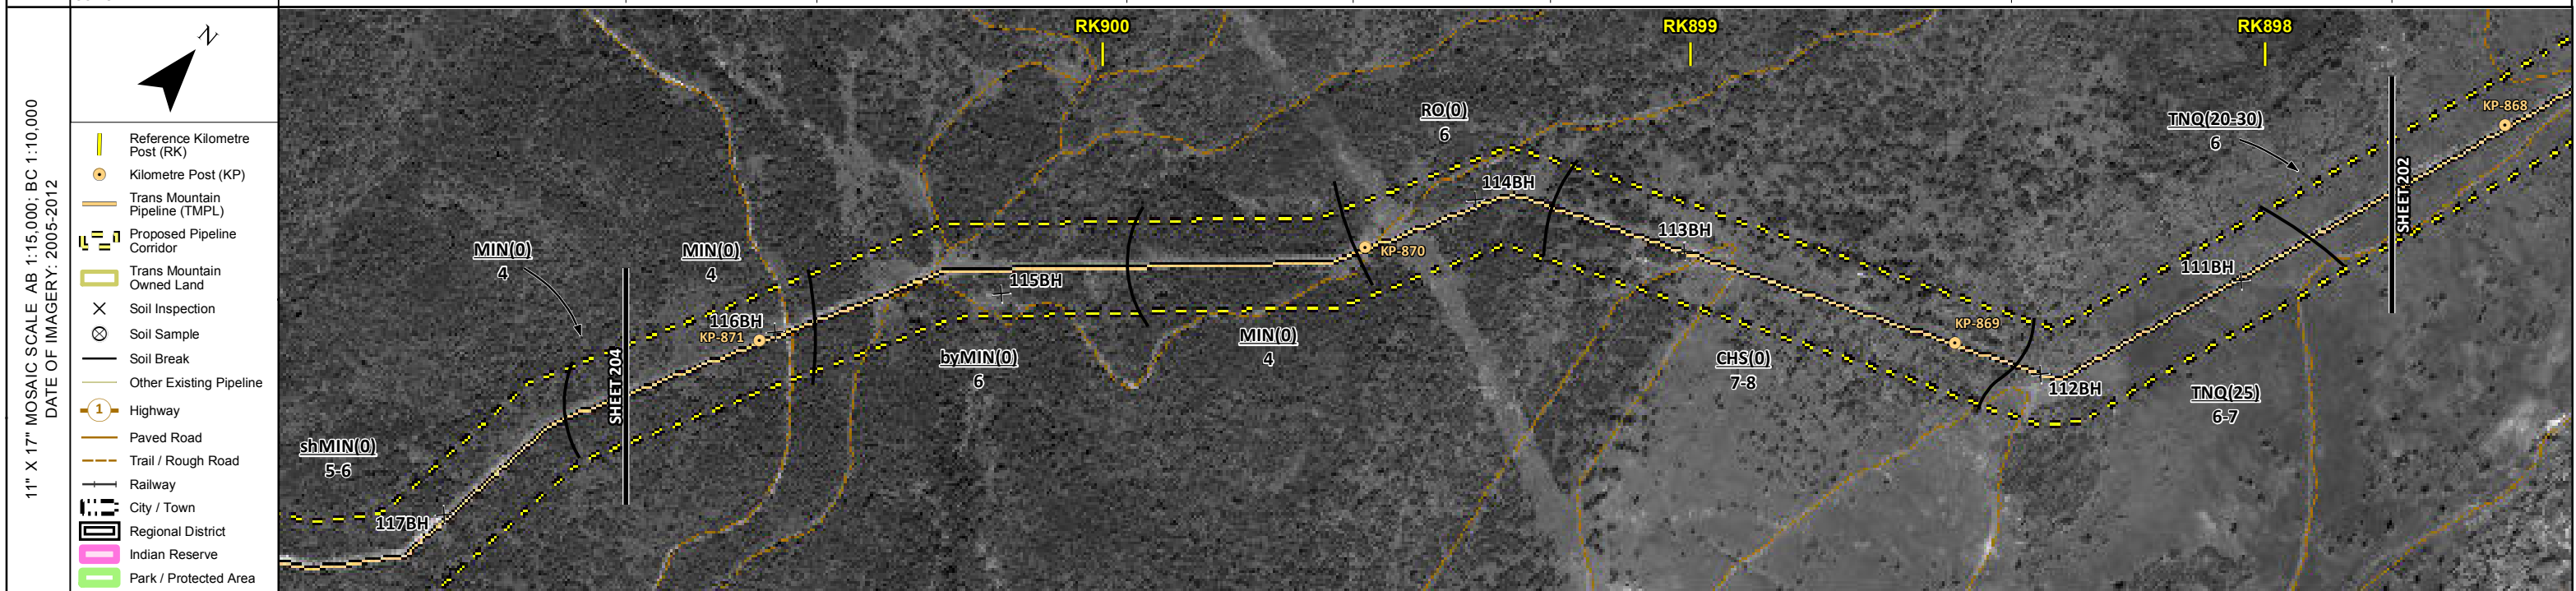 11" X 17" MOSAIC SCALE AB 1:15,000; BC 1:10,000
DATE OF IMAGERY: 2005-2012
N
Reference Kilometre
Post (RK)
Kilometre Post (KP)
Trans Mountain
Pipeline (TMPL)
Proposed Pipeline
Corridor
Trans Mountain
Owned Land
Soil Inspection
Soil Sample
Soil Break
Other Existing Pipeline
1
Highway
Paved Road
Trail / Rough Road
Railway
City / Town
Regional District
Indian Reserve
Park / Protected Area
RK900
RK899
RK898
shMIN(0)
5-6
117BH
MIN(0)
4
SHEET 204
MIN(0)
4
116BH
KP-871
115BH
byMIN(0)
6
MIN(0)
4
KP-870
RO(0)
6
114BH
113BH
CHS(0)
7-8
KP-869
112BH
TNQ(25)
6-7
111BH
TNQ(20-30)
6
SHEET 202
KP-868